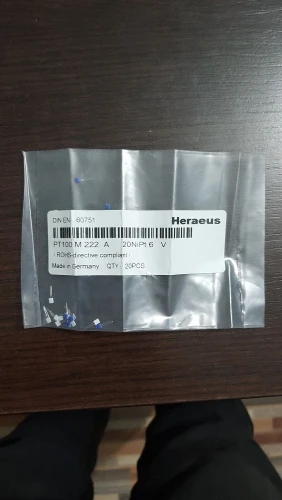 DIN EN- 60751 Heraeus
PT100 M 222 A 20NiPt.6 V
(ROHS-directive compliant)
Made in Germany QTY: 20PCS